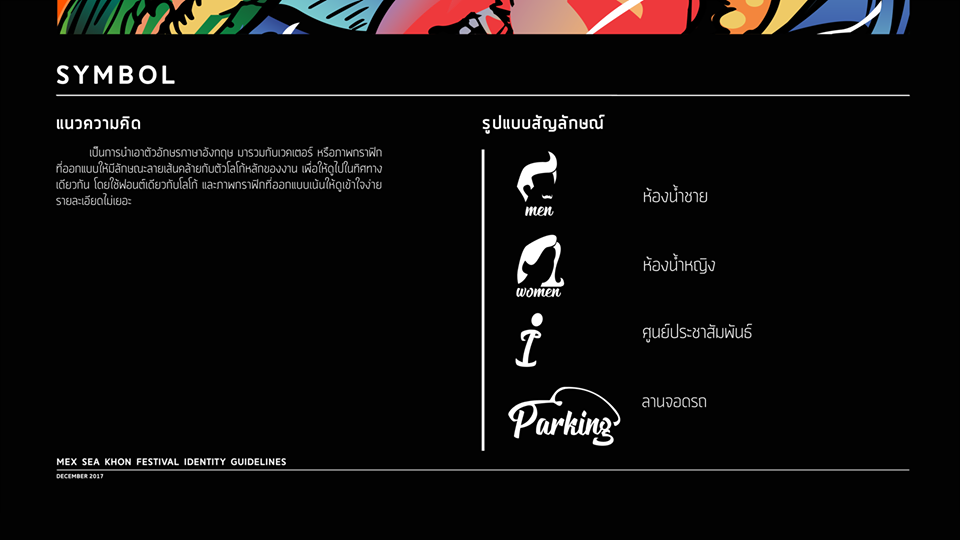 SYMBOL
แนวความคิด
เป็นการนำเอาตัวอักษรภาษาอังกฤษ มารวมกับเวคเตอร์ หรือภาพกราฟิก
ที่ออกแบบให้มีลักษณะลายเส้นคล้ายกับตัวโลโก้หลักของงาน เพื่อให้ดูไปในทิศทาง
เดียวกัน โดยใช้ฟอนต์เดียวกับโลโก้ และภาพกราฟิกที่ออกแบบเน้นให้ดูเข้าใจง่าย
รายละเอียดไม่เยอะ
รูปแบบสัญลักษณ์
men
ห้องน้ำชาย
women
ห้องน้ำหญิง
i
ศูนย์ประชาสัมพันธ์
Parking
ลานจอดรถ
MEX SEA KHON FESTIVAL IDENTITY GUIDELINES
DECEMBER 2017